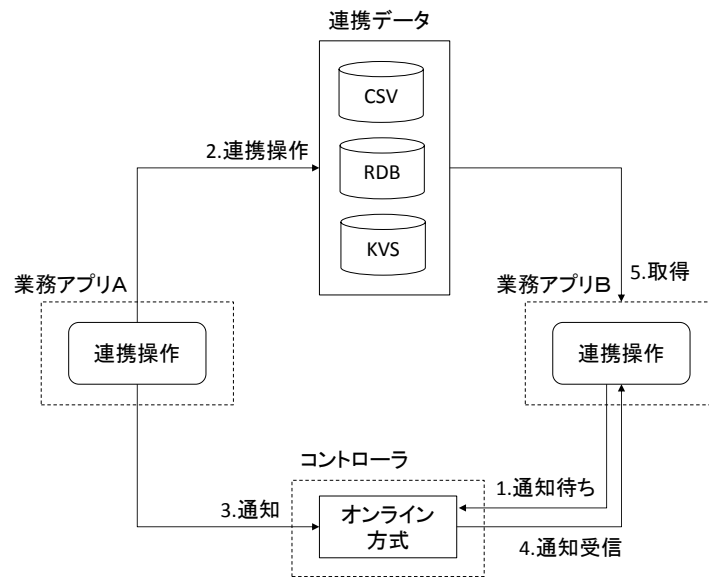 連携データ
CSV
RDB
KVS
2.連携操作
業務アプリA
連携操作
業務アプリB
5.取得
連携操作
コントローラ
3.通知
オンライン
方式
1.通知待ち
4.通知受信